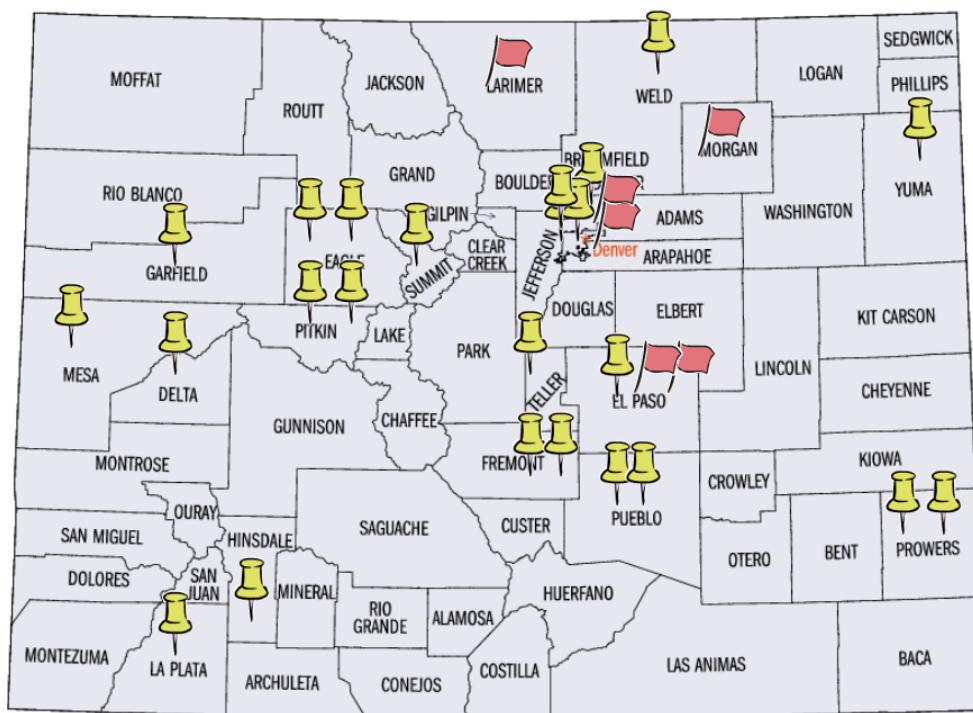 SEDGWICK
MOFFAT
JACKSON
LARIMER
LOGAN
PHILLIPS
WELD
ROUTT
MORGAN
GRAND
BOULDER
YUMA
RIO BLANCO
WASHINGTON
GILPIN
ADAMS
CLEAR
CREEK
Denver
ARAPAHOE
JEFFERSON
GARFIELD
EAGLE
SUMMIT
DOUGLAS
ELBERT
KIT CARSON
PITKIN
LAKE
PARK
MESA
LINCOLN
DELTA
TELLER
EL PASO
CHEYENNE
GUNNISON
CHAFFEE
MONTROSE
FREMONT
KIOWA
CROWLEY
OURAY
PUEBLO
SAN MIGUEL
HINSDALE
SAGUACHE
CUSTER
OTERO
BENT
PROWERS
DOLORES
SAN
JUAN
MINERAL
RIO
GRANDE
ALAMOSA
HUERFANO
MONTEZUMA
LA PLATA
ARCHULETA
CONEJOS
COSTILLA
LAS ANIMAS
BACA